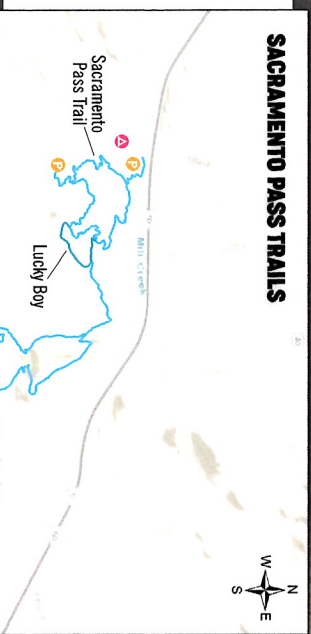 SACRAMENTO PASS TRAILS
Sacramento
Pass Trail
P
P
Mill Creek
Lucky Boy
N
W
E
S